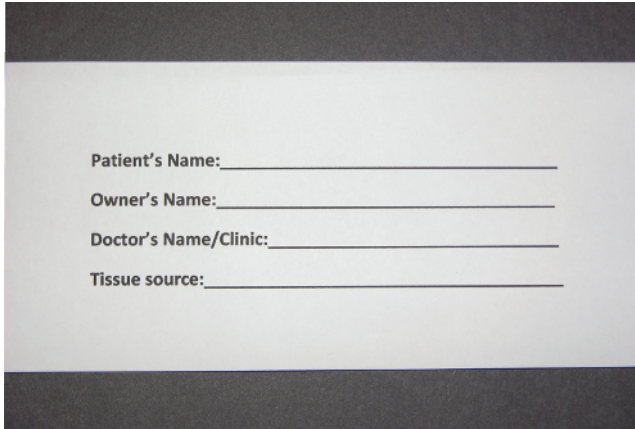 Patient's Name:
Owner's Name:
Doctor's Name/Clinic:
Tissue source: